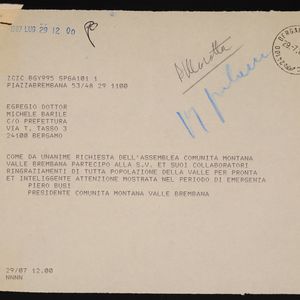 1987 LUG 29 12 00
ICIC BGY995 SPGA101 1
PIAZZABREMBANA 53/48 29 1100
EGREGIO DOTTOR
MICHELE BARILE
C/O PREFETTURA
VIA T, TASSO 3
24100 BERGAMO
COME DA UNANIME RICHIESTA DELL'ASSEMBLEA COMUNITA MONTANA
VALLE BREMBANA PARTECIPO ALLA S.V. ET SUOI COLLABORATORI
RINGRAZIAMENTI DI TUTTA POPOLAZIONE DELLA VALLE PER PRONTA
ET INTELIGGENTE ATTENZIONE MOSTRATA NEL PERIODO DI EMERGENZA
PIERO BUSI
PRESIDENTE COMUNITA MONTANA VALLE BREMBANA
29/07 12.00
NNNN